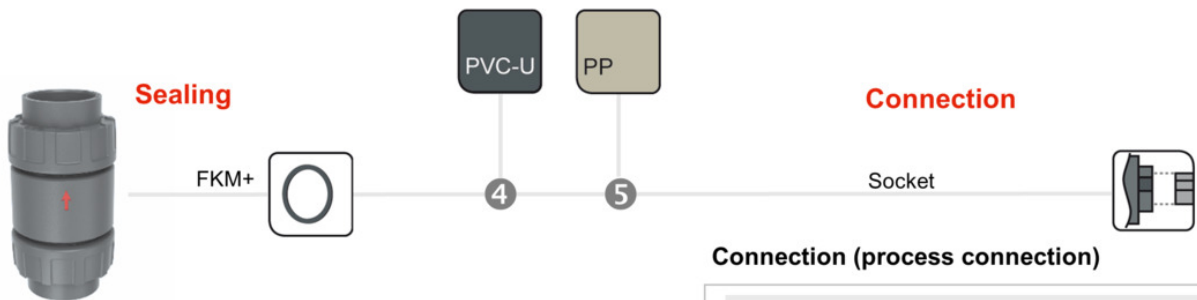 PVC-U
PP
Sealing
Connection
FKM+
4
5
Socket
Connection (process connection)